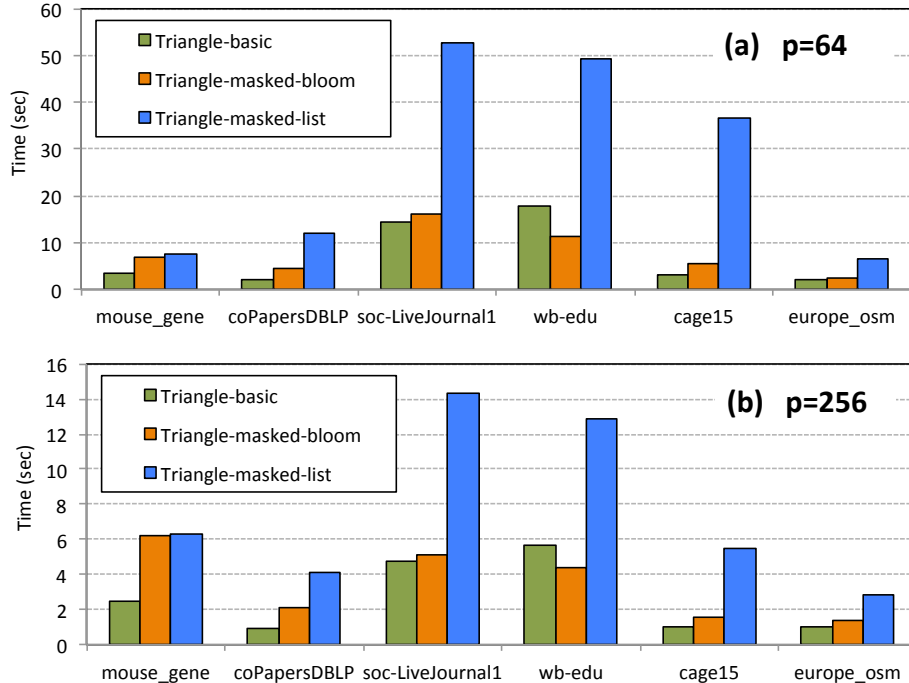 60
50
40
30
20
10
0
Time (sec)
Triangle-basic
Triangle-masked-bloom
Triangle-masked-list
(a) p=64
mouse_gene coPapersDBLP soc-LiveJournal1 wb-edu cage15 europe_osm
16
14
12
10
8
6
4
2
0
Time (sec)
Triangle-basic
Triangle-masked-bloom
Triangle-masked-list
(b) p=256
mouse_gene coPapersDBLP soc-LiveJournal1 wb-edu cage15 europe_osm